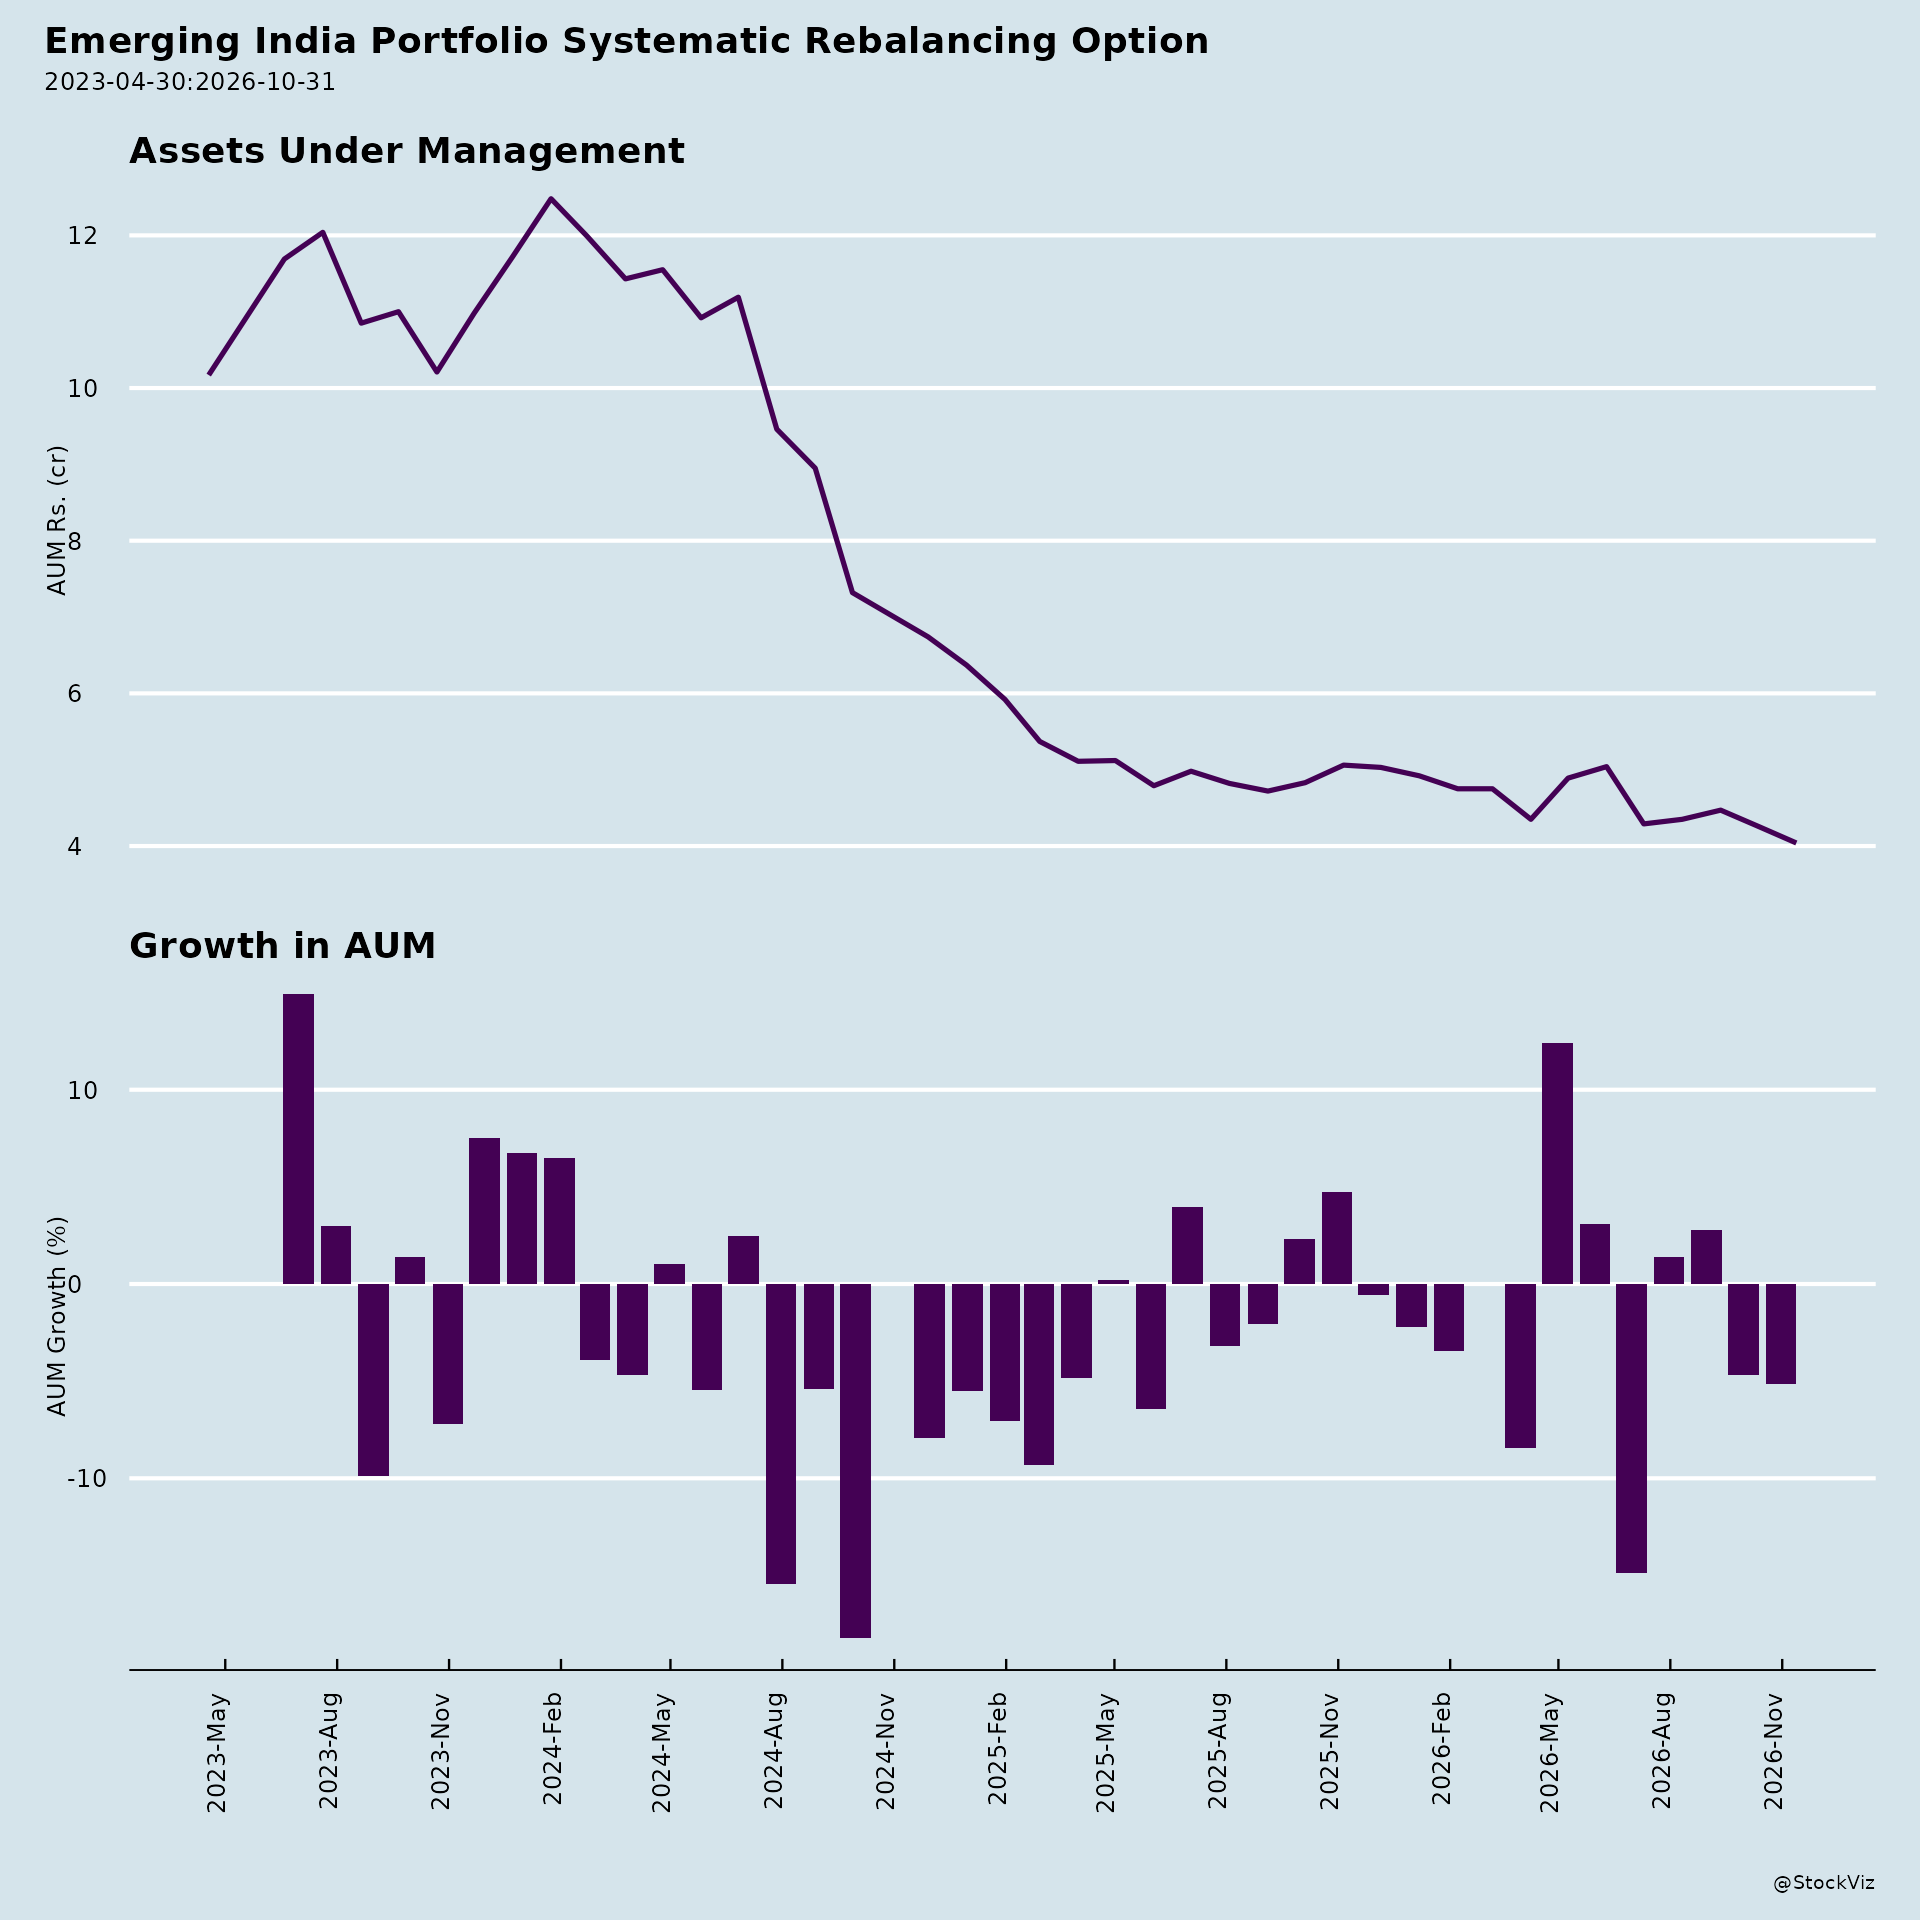 Emerging India Portfolio Systematic Rebalancing Option
2023-04-30:2026-10-31
Assets Under Management
AUM Rs. (cr)
12
10
8
6
4
Growth in AUM
AUM Growth (%)
10
0
-10
2023-May
2023-Aug
2023-Nov
2024-Feb
2024-May
2024-Aug
2024-Nov
2025-Feb
2025-May
2025-Aug
2025-Nov
2026-Feb
2026-May
2026-Aug
2026-Nov
@StockViz